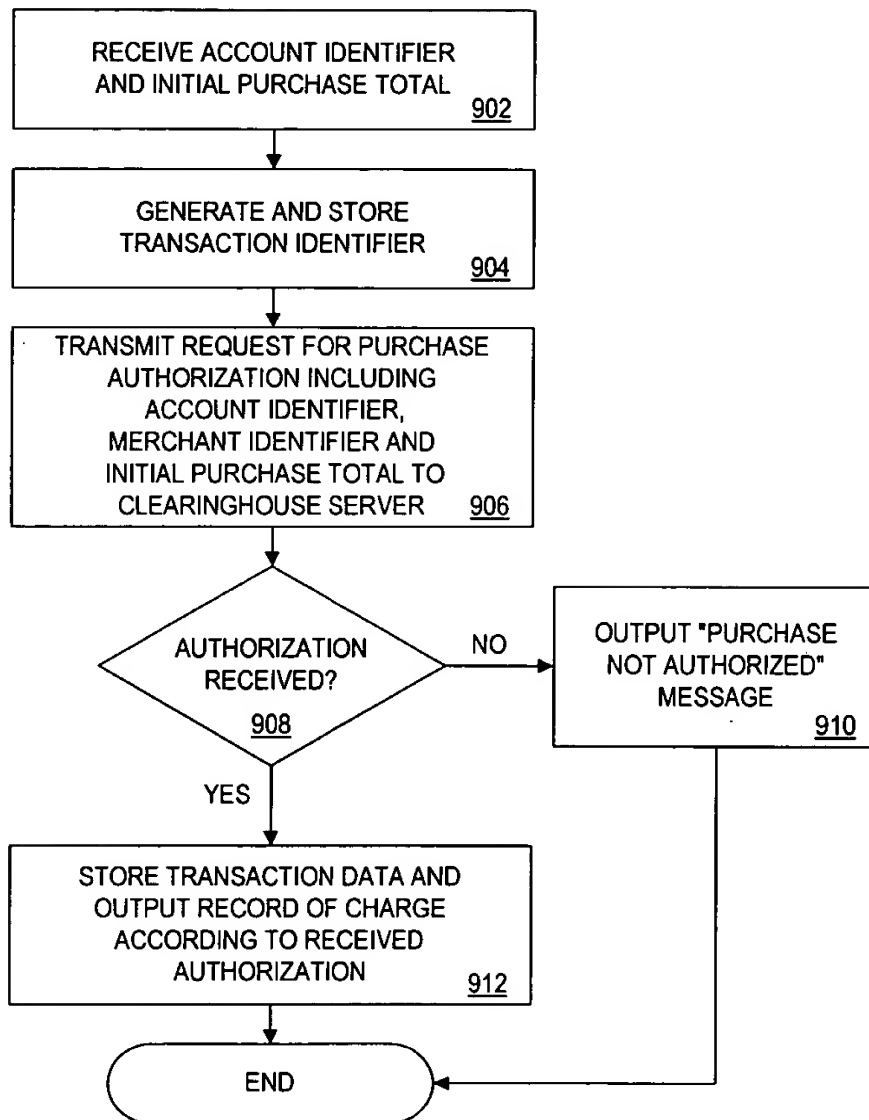 RECEIVE ACCOUNT IDENTIFIER
AND INITIAL PURCHASE TOTAL
902
GENERATE AND STORE
TRANSACTION IDENTIFIER
904
TRANSMIT REQUEST FOR PURCHASE
AUTHORIZATION INCLUDING
ACCOUNT IDENTIFIER,
MERCHANT IDENTIFIER AND
INITIAL PURCHASE TOTAL TO
CLEARINGHOUSE SERVER
906
AUTHORIZATION
RECEIVED?
908
NO
OUTPUT "PURCHASE
NOT AUTHORIZED"
MESSAGE
910
YES
STORE TRANSACTION DATA AND
OUTPUT RECORD OF CHARGE
ACCORDING TO RECEIVED
AUTHORIZATION
912
END